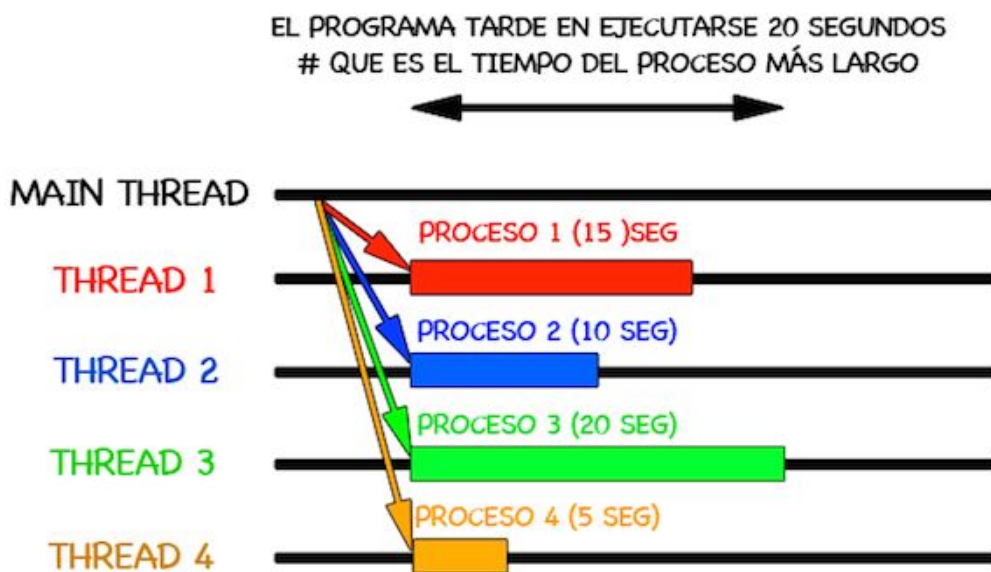 EL PROGRAMA TARDE EN EJECUTARSE 20 SEGUNDOS
# QUE ES EL TIEMPO DEL PROCESO MÁS LARGO
MAIN THREAD
PROCESO 1 (15 )SEG
THREAD 1
PROCESO 2 (10 SEG)
THREAD 2
PROCESO 3 (20 SEG)
THREAD 3
PROCESO 4 (5 SEG)
THREAD 4